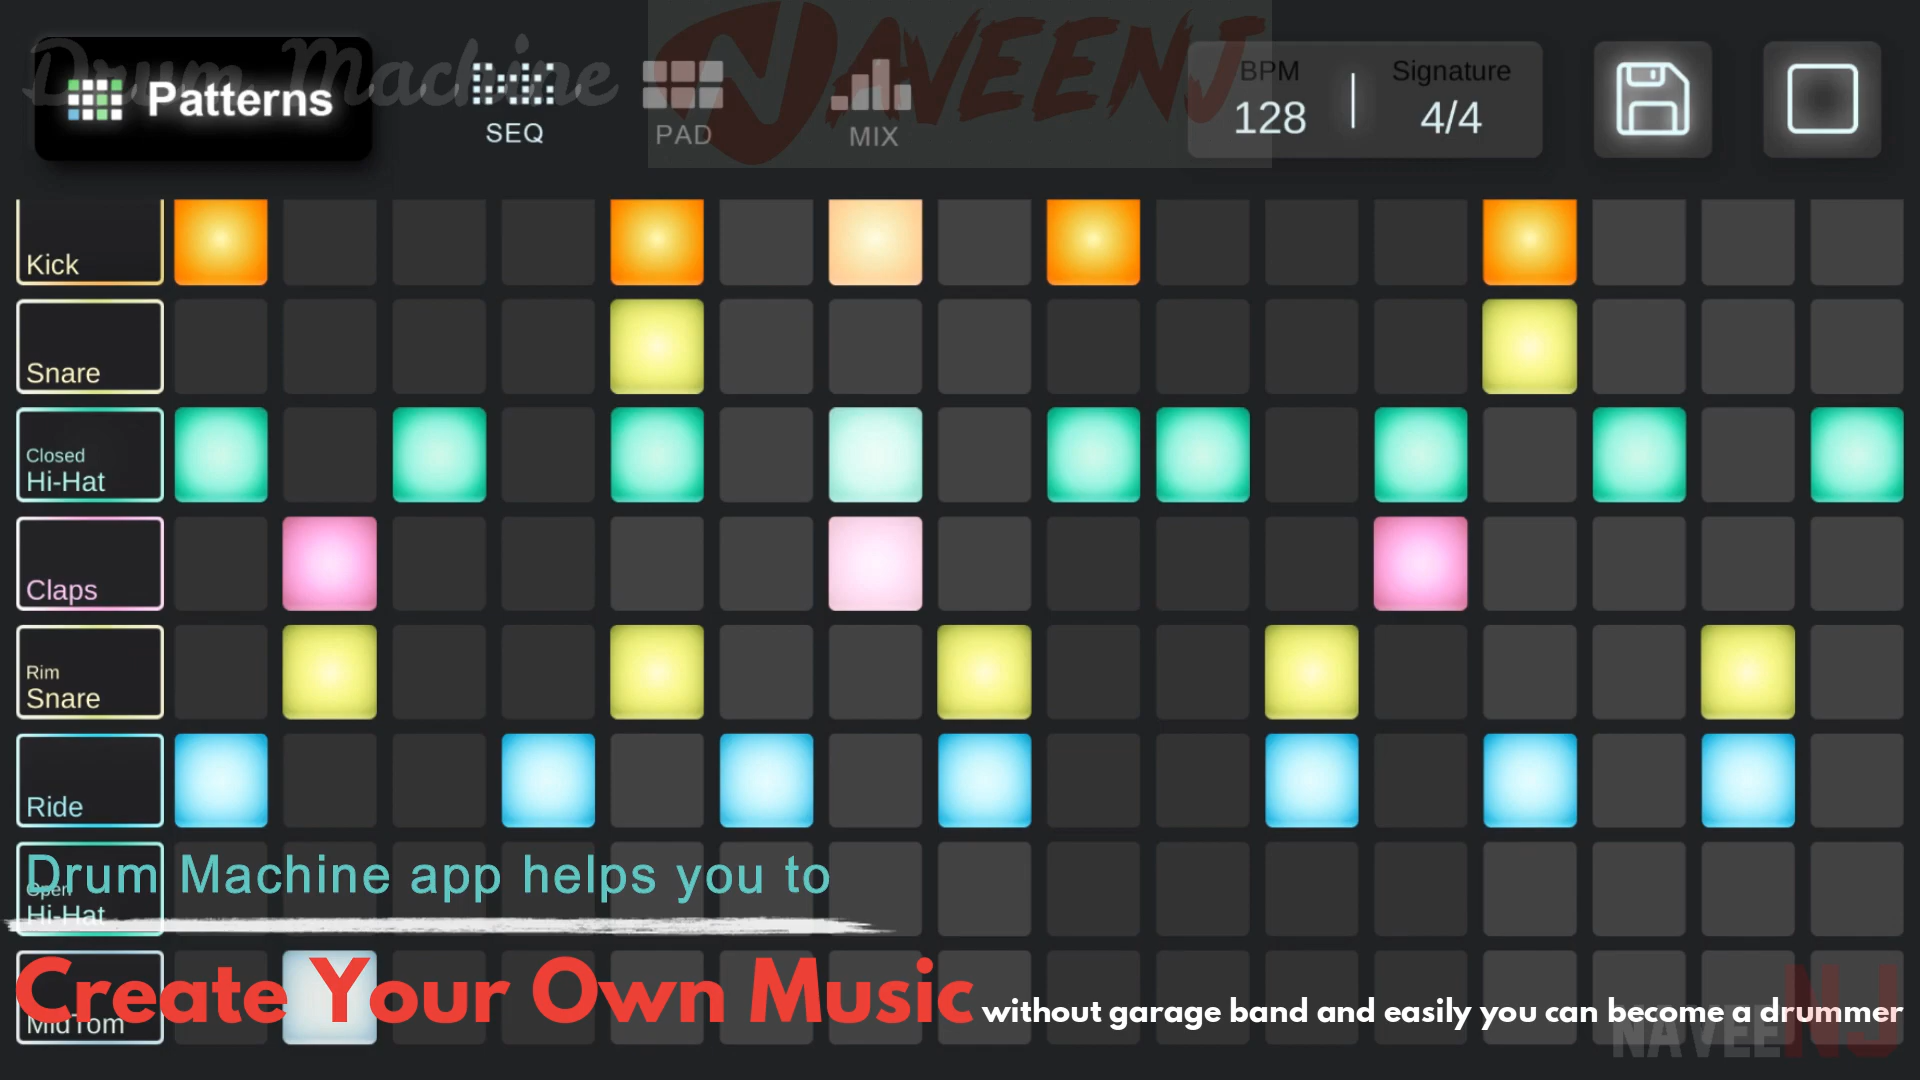 Drum Machine
NAVEENJ
Patterns
SEQ
PAD
MIX
BPM
128
Signature
4/4
Kick
Snare
Closed
Hi-Hat
Claps
Rim
Snare
Ride
Drum Machine app helps you to
Open
Hi-Hat
Create Your Own Music without garage band and easily you can become a drummer
MidTom
NAVEENJ